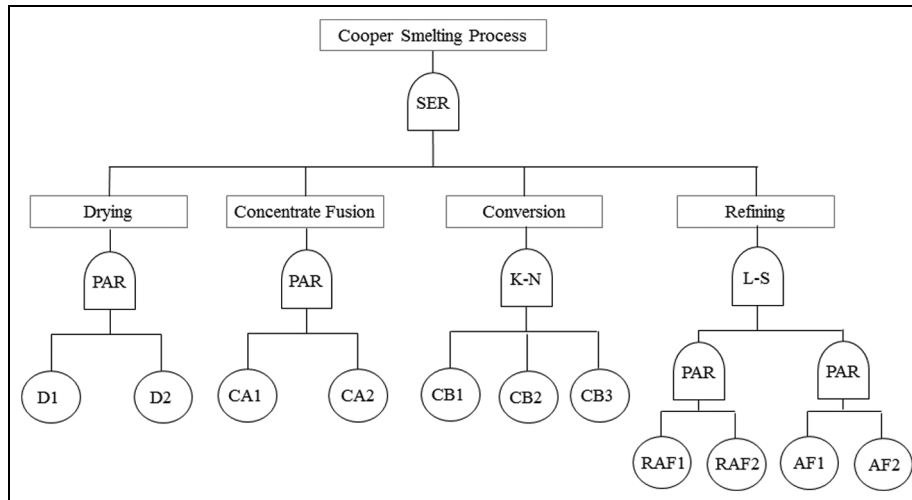 Cooper Smelting Process
SER
Drying
Concentrate Fusion
Conversion
Refining
PAR
PAR
K-N
L-S
D1
D2
CA1
CA2
CB1
CB2
CB3
PAR
PAR
RAF1
RAF2
AF1
AF2